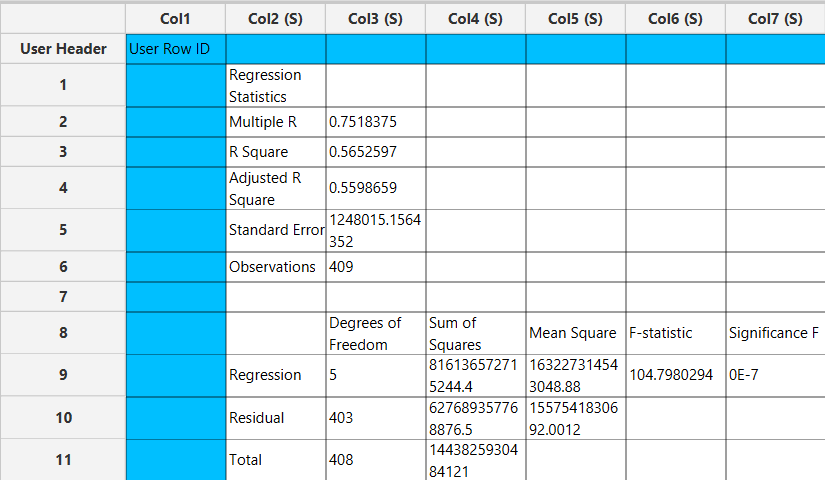 Col1 Col2 (S) Col3 (S) Col4 (S) Col5 (S) Col6 (S) Col7 (S)
User Header User Row ID
1 Regression
Statistics
2 Multiple R 0.7518375
3 R Square 0.5652597
4 Adjusted R
Square 0.5598659
5 Standard Error 1248015.1564
352
6 Observations 409
7
8 Degrees of
Freedom Sum of
Squares Mean Square F-statistic Significance F
9 Regression 5 81613657271
5244.4 16322731454
3048.88 104.7980294 0E-7
10 Residual 403 62768935776
8876.5 15575418306
92.0012
11 Total 408 14438259304
84121